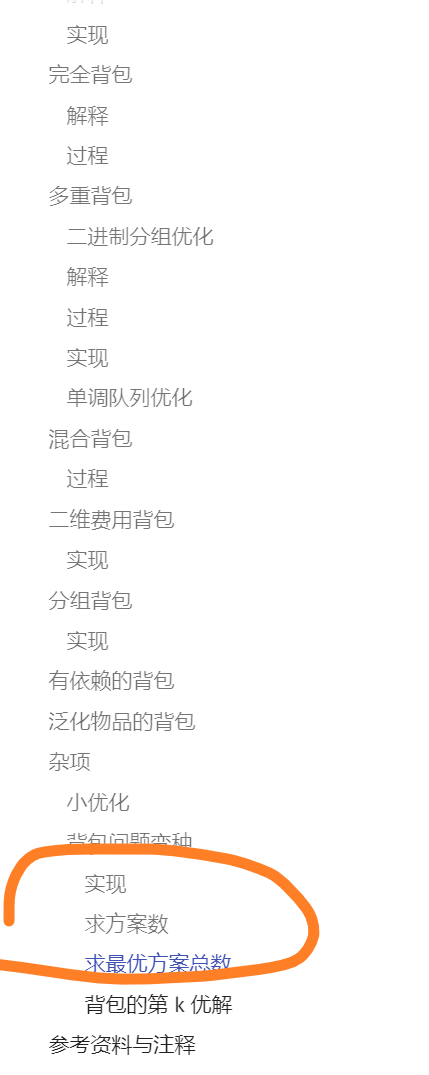 实现
完全背包
解释
过程
多重背包
二进制分组优化
解释
过程
实现
单调队列优化
混合背包
过程
二维费用背包
实现
分组背包
实现
有依赖的背包
泛化物品的背包
杂项
小优化
背包问题变种
实现
求方案数
求最优方案总数
背包的第 k 优解
参考资料与注释